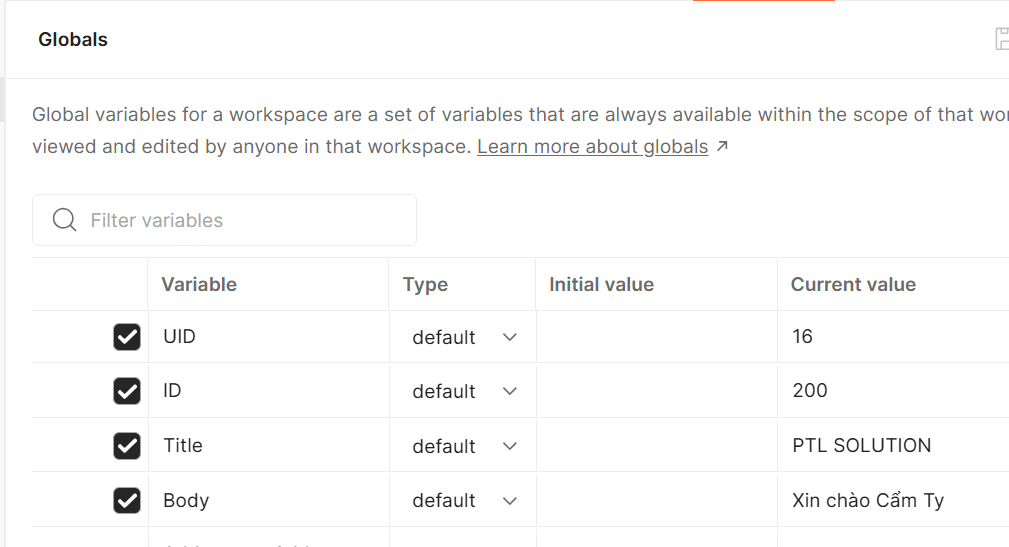 Globals
Global variables for a workspace are a set of variables that are always available within the scope of that
viewed and edited by anyone in that workspace. Learn more about globals ↗
Filter variables
Variable Type Initial value Current value
UID default 16
ID default 200
Title default PTL SOLUTION
Body default Xin chào Cẩm Ty